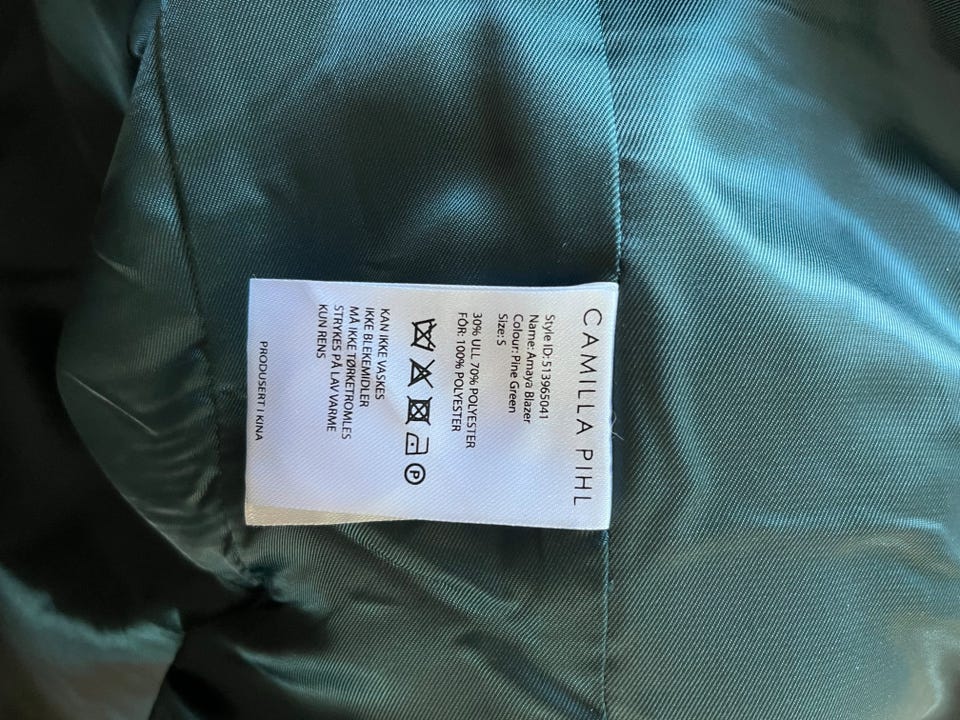 CAMILLA PIHL
Style ID: 513965041
Name: Amaya Blazer
Colour: Pine Green
Size: S
30% ULL 70% POLYESTER
FÔR: 100% POLYESTER
P
KAN IKKE VASKES
IKKE BLEKEMIDLER
MÅ IKKE TØRKETROMLES
STRYKES PÅ LAV VARME
KUN RENS
PRODUSERT I KINA